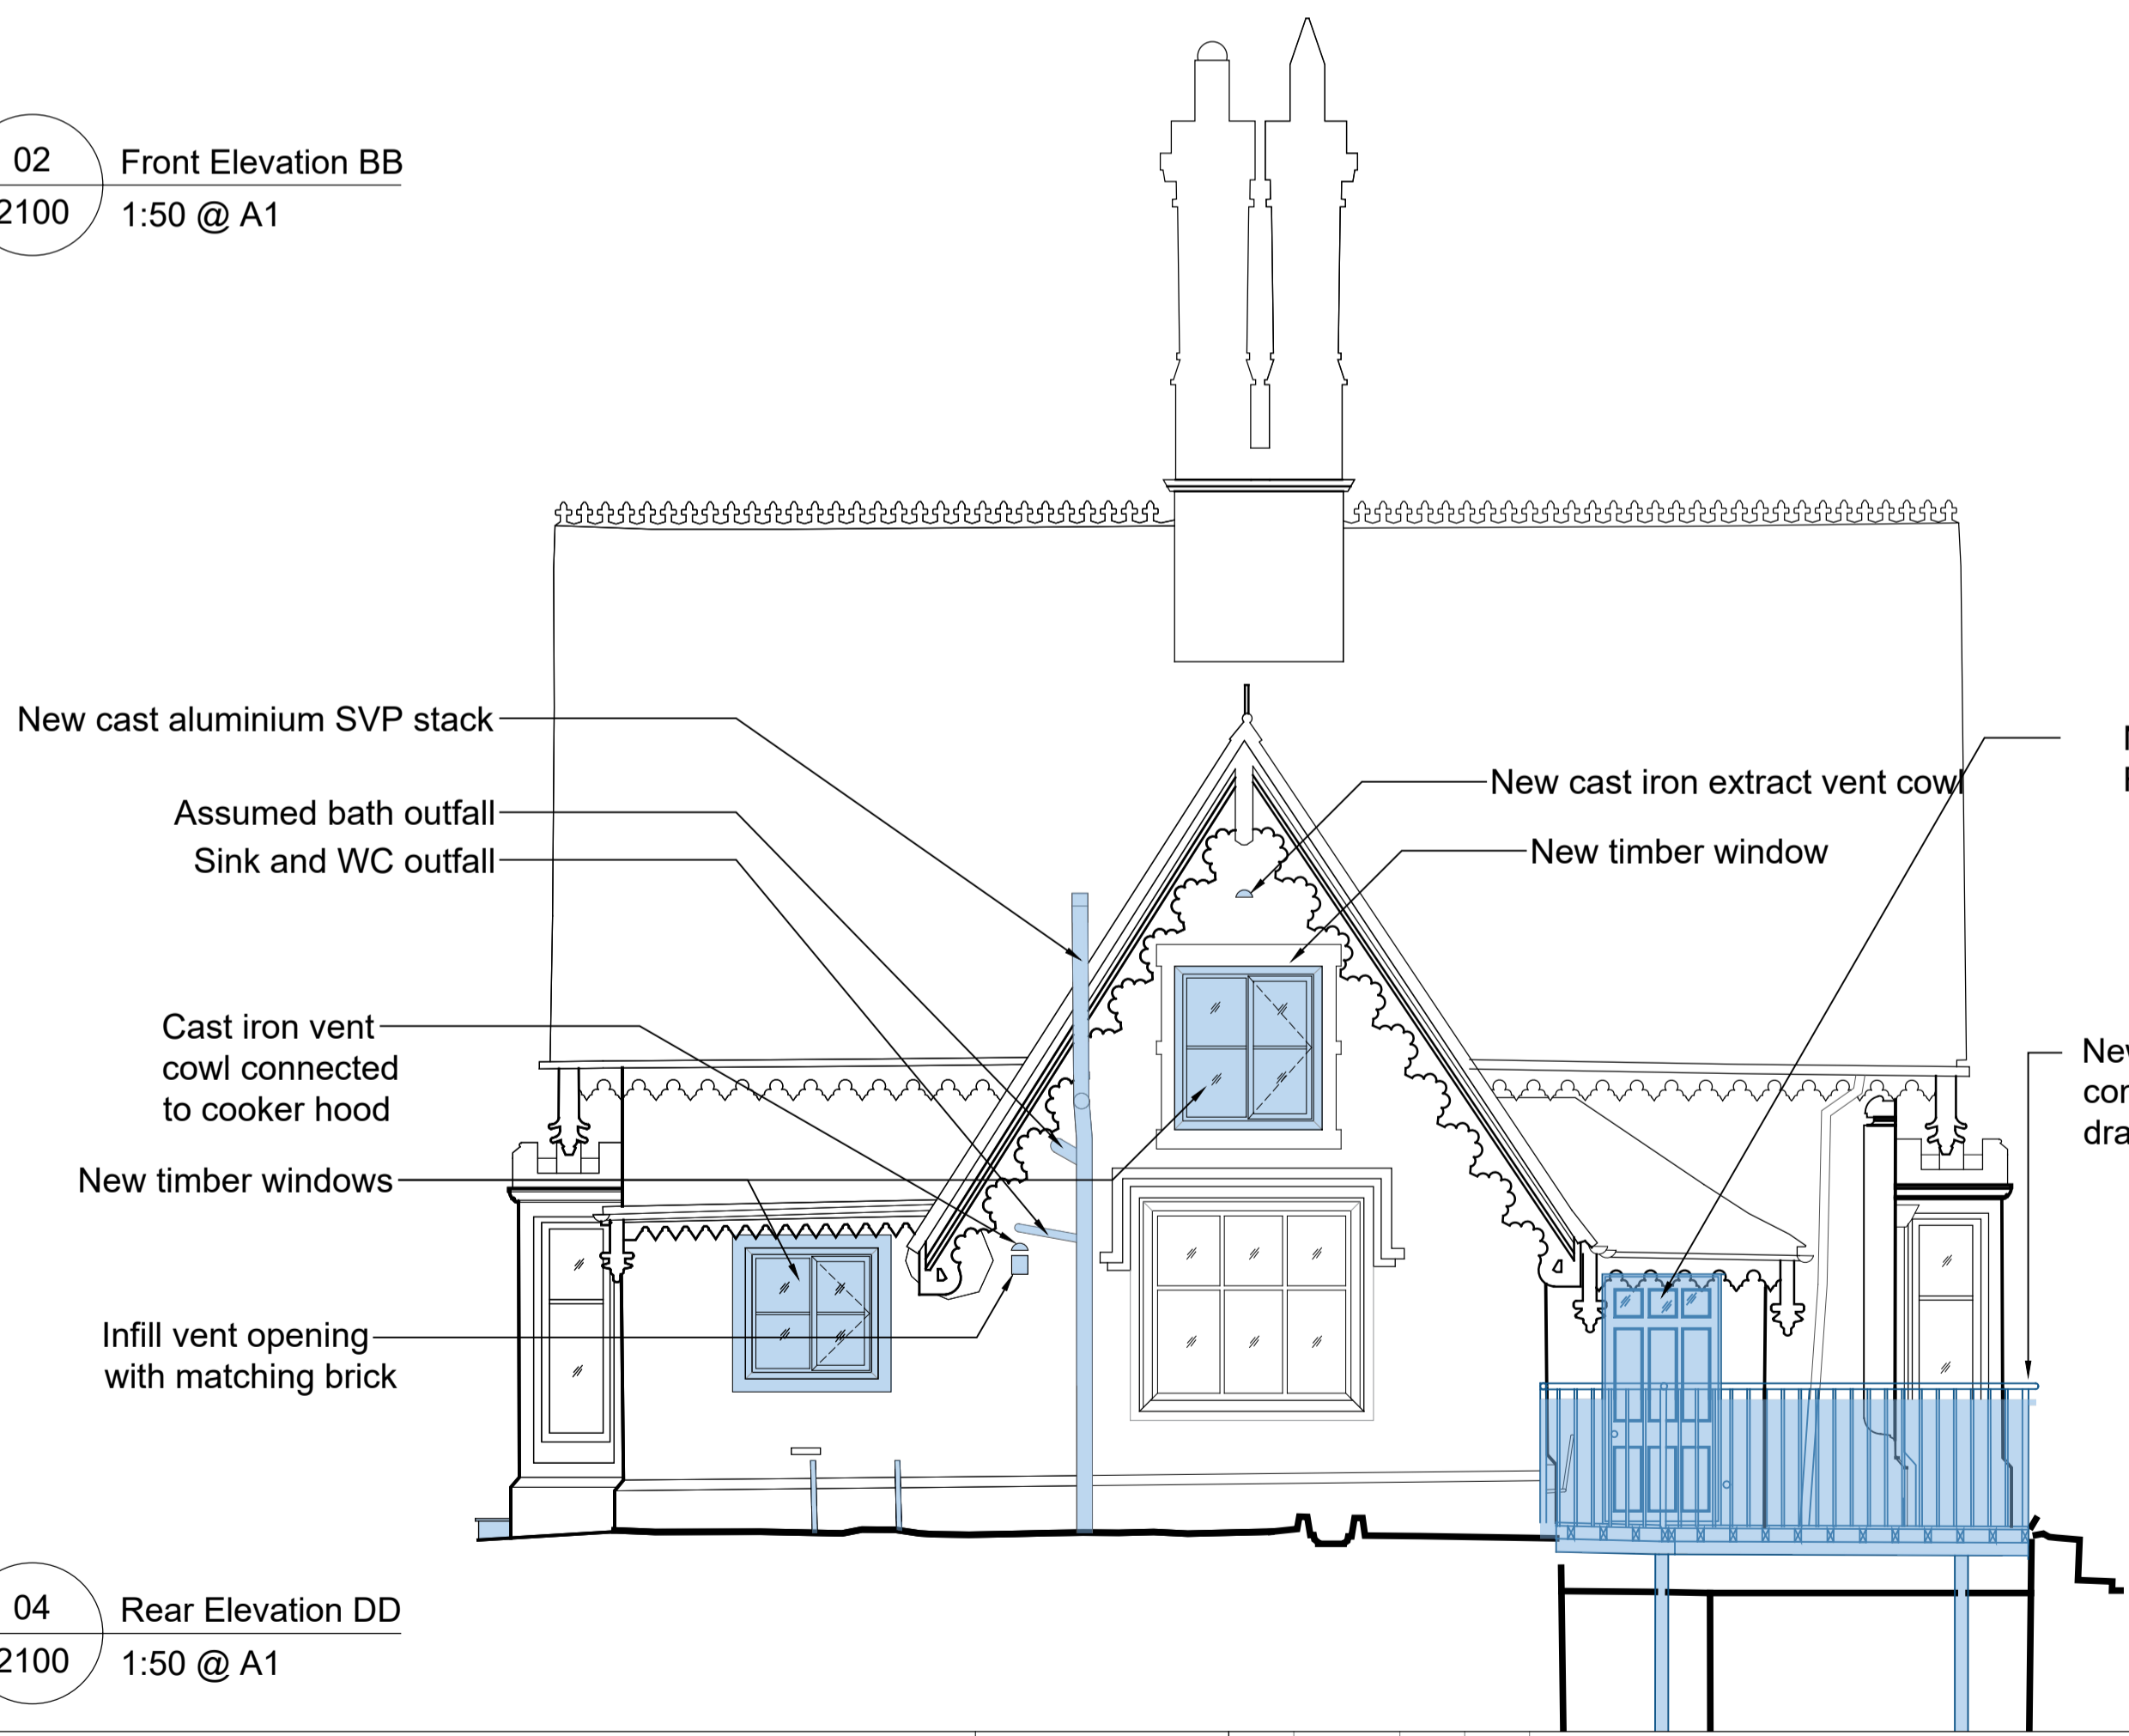 02
Front Elevation BB
2100
1:50 @ A1
New cast aluminium SVP stack
Assumed bath outfall
Sink and WC outfall
New cast iron extract vent cowl
New timber window
Cast iron vent
cowl connected
to cooker hood
New timber windows
Infill vent opening
with matching brick
04
Rear Elevation DD
2100
1:50 @ A1